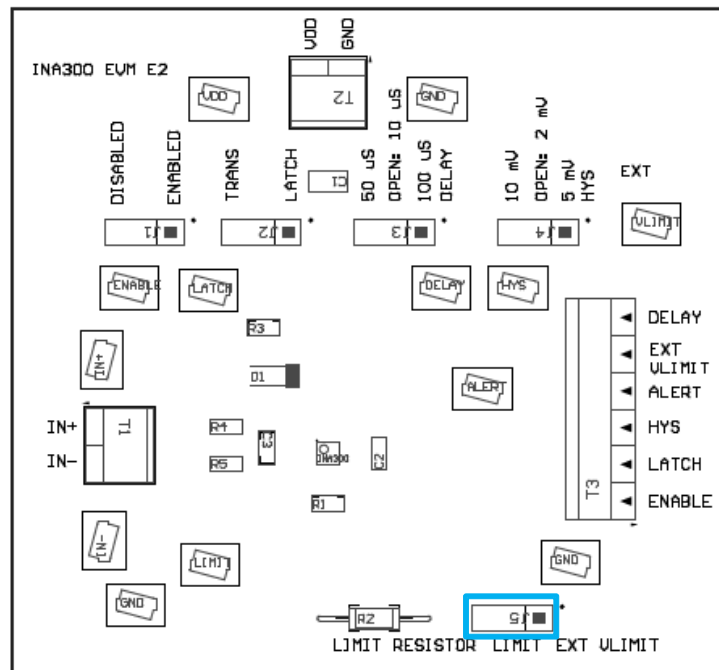 VDD
GND
INA300 EVM E2
VDD
T2
GND
DISABLED
ENABLED
TRANS
LATCH
C1
50 uS
OPEN: 10 uS
100 uS
DELAY
10 mV
OPEN: 2 mV
5 mV
HYS
EXT
VLIMIT
J1
J2
J3
J4
ENABLE
LATCH
DELAY
HYS
R3
IN+
D1
ALERT
DELAY
EXT
VLIMIT
ALERT
HYS
LATCH
ENABLE
T3
IN+
IN-
T1
R4
R5
C3
INA300
C2
R1
IN-
LIMIT
GND
GND
R2
J5
LIMIT RESISTOR LIMIT EXT VLIMIT